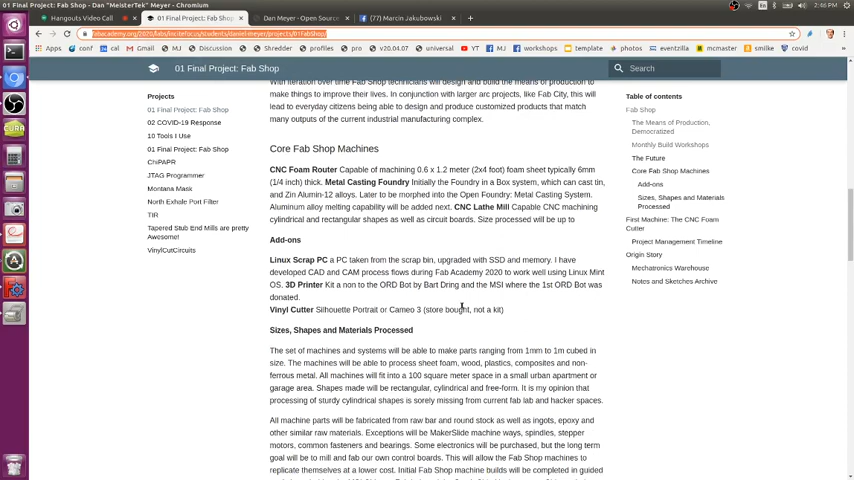 01 Final Project: Fab Shop - Dan "MeisterTek" Meyer - Chromium
2:46 PM
Hangouts Video Call
01 Final Project: Fab Shop
Dan Meyer - Open Source
(77) Marcin Jakubowski
fabacademy.org/2020/labs/incitefocus/students/daniel-meyer/projects/01FabShop/
Apps
cal
Gmail
MJ
Discussion
Shredder
profiles
pro
v20.04.07
universal
YT
MJ
workshops
template
photos
eventzilla
mcmaster
smilke
covid
01 Final Project: Fab Shop
Search
Projects
01 Final Project: Fab Shop
02 COVID-19 Response
10 Tools I Use
01 Final Project: Fab Shop
ChiPAPR
JTAG Programmer
Montana Mask
North Exhale Port Filter
TIR
Tapered Stub End Mills are pretty
Awesome!
VinylCutCircuits
With iteration over time Fab Shop technicians will design and build the means of production to
make things to improve their lives. In conjunction with larger arc projects, like Fab City, this will
lead to everyday citizens being able to design and produce customized products that match
many outputs of the current industrial manufacturing complex.
Core Fab Shop Machines
CNC Foam Router Capable of machining 0.6 x 1.2 meter (2x4 foot) foam sheet typically 6mm
(1/4 inch) thick. Metal Casting Foundry Initially the Foundry in a Box system, which can cast tin,
and Zin Alumin-12 alloys. Later to be morphed into the Open Foundry: Metal Casting System.
Aluminum alloy melting capability will be added next. CNC Lathe Mill Capable CNC machining
cylindrical and rectangular shapes as well as circuit boards. Size processed will be up to
Add-ons
Linux Scrap PC a PC taken from the scrap bin, upgraded with SSD and memory. I have
developed CAD and CAM process flows during Fab Academy 2020 to work well using Linux Mint
OS. 3D Printer Kit a non to the ORD Bot by Bart Dring and the MSI where the 1st ORD Bot was
donated.
Vinyl Cutter Silhouette Portrait or Cameo 3 (store bought, not a kit)
Sizes, Shapes and Materials Processed
The set of machines and systems will be able to make parts ranging from 1mm to 1m cubed in
size. The machines will be able to process sheet foam, wood, plastics, composites and non-
ferrous metal. All machines will fit into a 100 square meter space in a small urban apartment or
garage area. Shapes made will be rectangular, cylindrical and free-form. It is my opinion that
processing of sturdy cylindrical shapes is sorely missing from current fab lab and hacker spaces.
All machine parts will be fabricated from raw bar and round stock as well as ingots, epoxy and
other similar raw materials. Exceptions will be MakerSlide machine ways, spindles, stepper
motors, common fasteners and bearings. Some electronics will be purchased, but the long term
goal will be to mill and fab our own control boards. This will allow the Fab Shop machines to
replicate themselves at a lower cost. Initial Fab Shop machine builds will be completed in guided
Table of contents
Fab Shop
The Means of Production,
Democratized
Monthly Build Workshops
The Future
Core Fab Shop Machines
Add-ons
Sizes, Shapes and Materials
Processed
First Machine: The CNC Foam
Cutter
Project Management Timeline
Origin Story
Mechatronics Warehouse
Notes and Sketches Archive